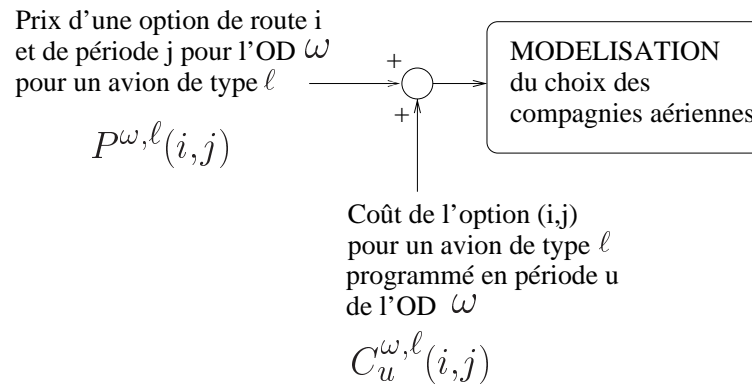 Prix d'une option de route i
et de période j pour l'OD ω
pour un avion de type ℓ
P^{ω,ℓ}(i,j)
+
+
MODELISATION
du choix des
compagnies aériennes
Coût de l'option (i,j)
pour un avion de type ℓ
programmé en période u
de l'OD ω
C_u^{ω,ℓ}(i,j)